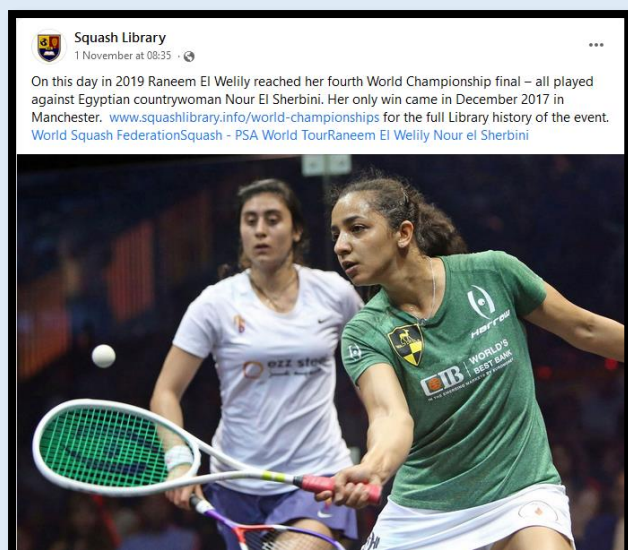 Squash Library
1 November at 08:35 ·
On this day in 2019 Raneem El Welily reached her fourth World Championship final – all played
against Egyptian countrywoman Nour El Sherbini. Her only win came in December 2017 in
Manchester. www.squashlibrary.info/world-championships for the full Library history of the event.
World Squash FederationSquash - PSA World TourRaneem El Welily Nour el Sherbini
HARROW
ezz steel
CIB
WORLD'S
BEST BANK